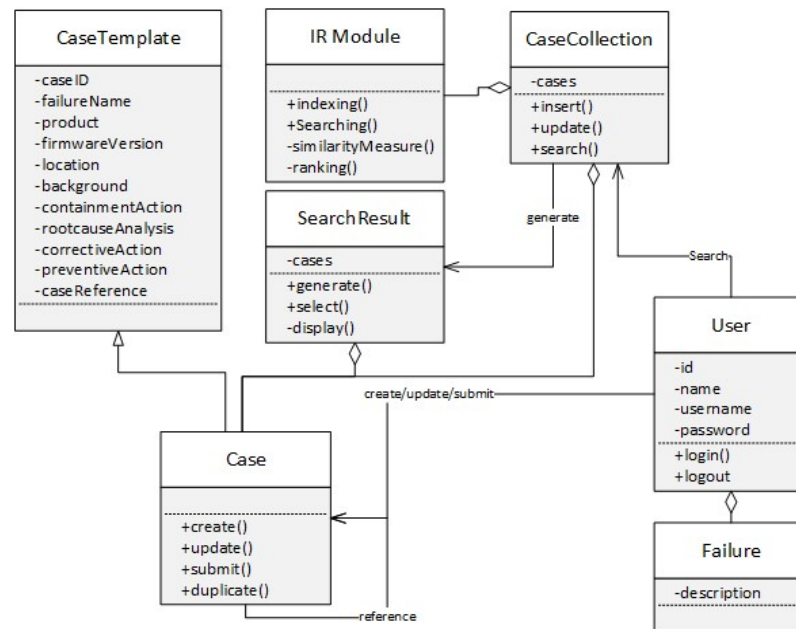 CaseTemplate
-caseID
-failureName
-product
-firmwareVersion
-location
-background
-containmentAction
-rootcauseAnalysis
-correctiveAction
-preventiveAction
-caseReference
IR Module
+indexing()
+Searching()
-similarityMeasure()
-ranking()
CaseCollection
-cases
+insert()
+update()
+search()
generate
SearchResult
-cases
+generate()
+select()
-display()
Search
User
-id
-name
-username
-password
+login()
+logout
create/update/submit
Case
+create()
+update()
+submit()
+duplicate()
reference
Failure
-description